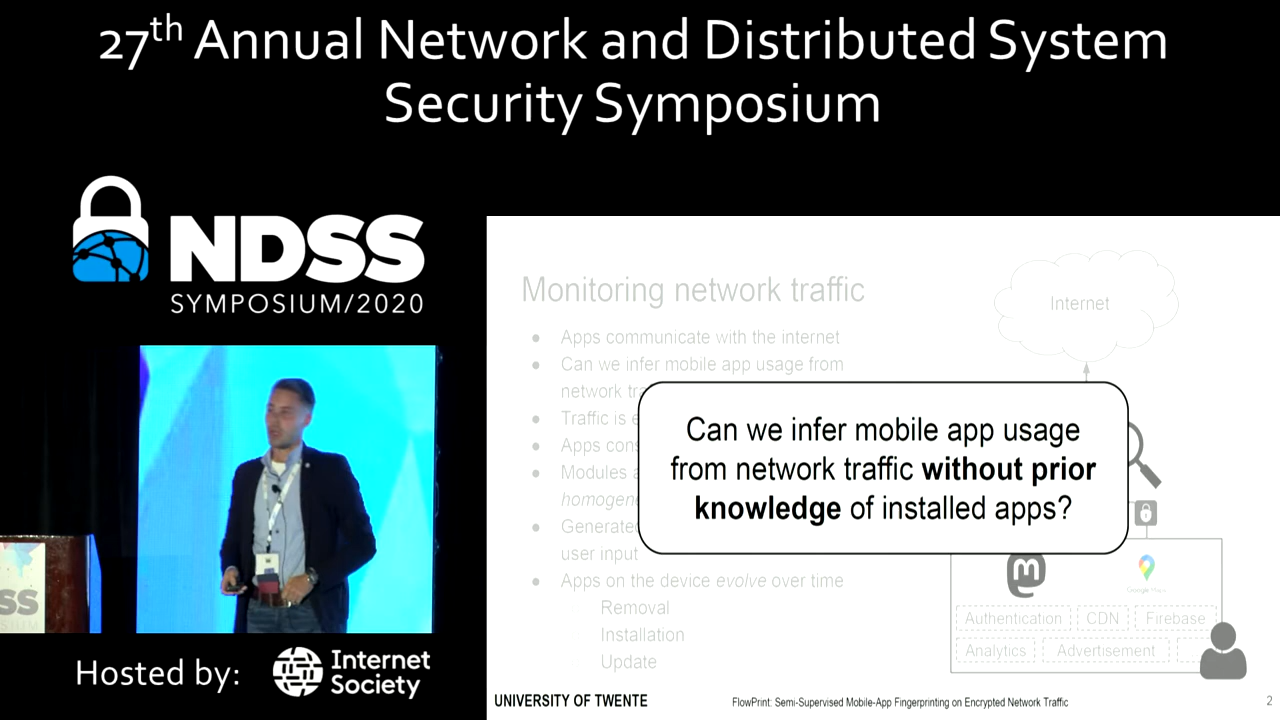 27th Annual Network and Distributed System
Security Symposium
NDSS
SYMPOSIUM/2020
Monitoring network traffic
Internet
Apps communicate with the internet
Can we infer mobile app usage from
network
Traffic is
Apps
Modules
Generated
user input
Apps on the device evolve over time
Removal
Installation
Update
Can we infer mobile app usage
from network traffic without prior
knowledge of installed apps?
m
Google Maps
Authentication
CDN
Firebase
Analytics
Advertisement
SS
Hosted by:
Internet
Society
UNIVERSITY OF TWENTE
FlowPrint: Semi-Supervised Mobile-App Fingerprinting on Encrypted Network Traffic
2